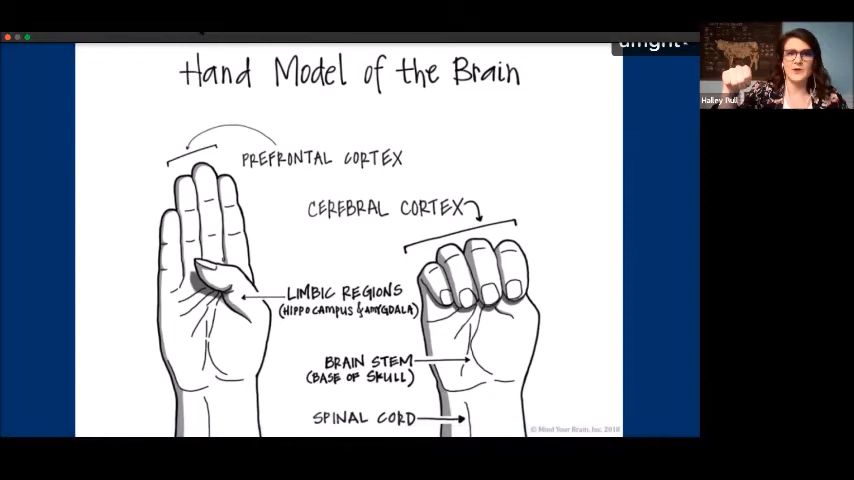 Hand Model of the Brain
PREFRONTAL CORTEX
CEREBRAL CORTEX
LIMBIC REGIONS
(HIPPOCAMPUS & AMYGDALA)
BRAIN STEM
(BASE OF SKULL)
SPINAL CORD
© Mind Your Brain, Inc. 2018